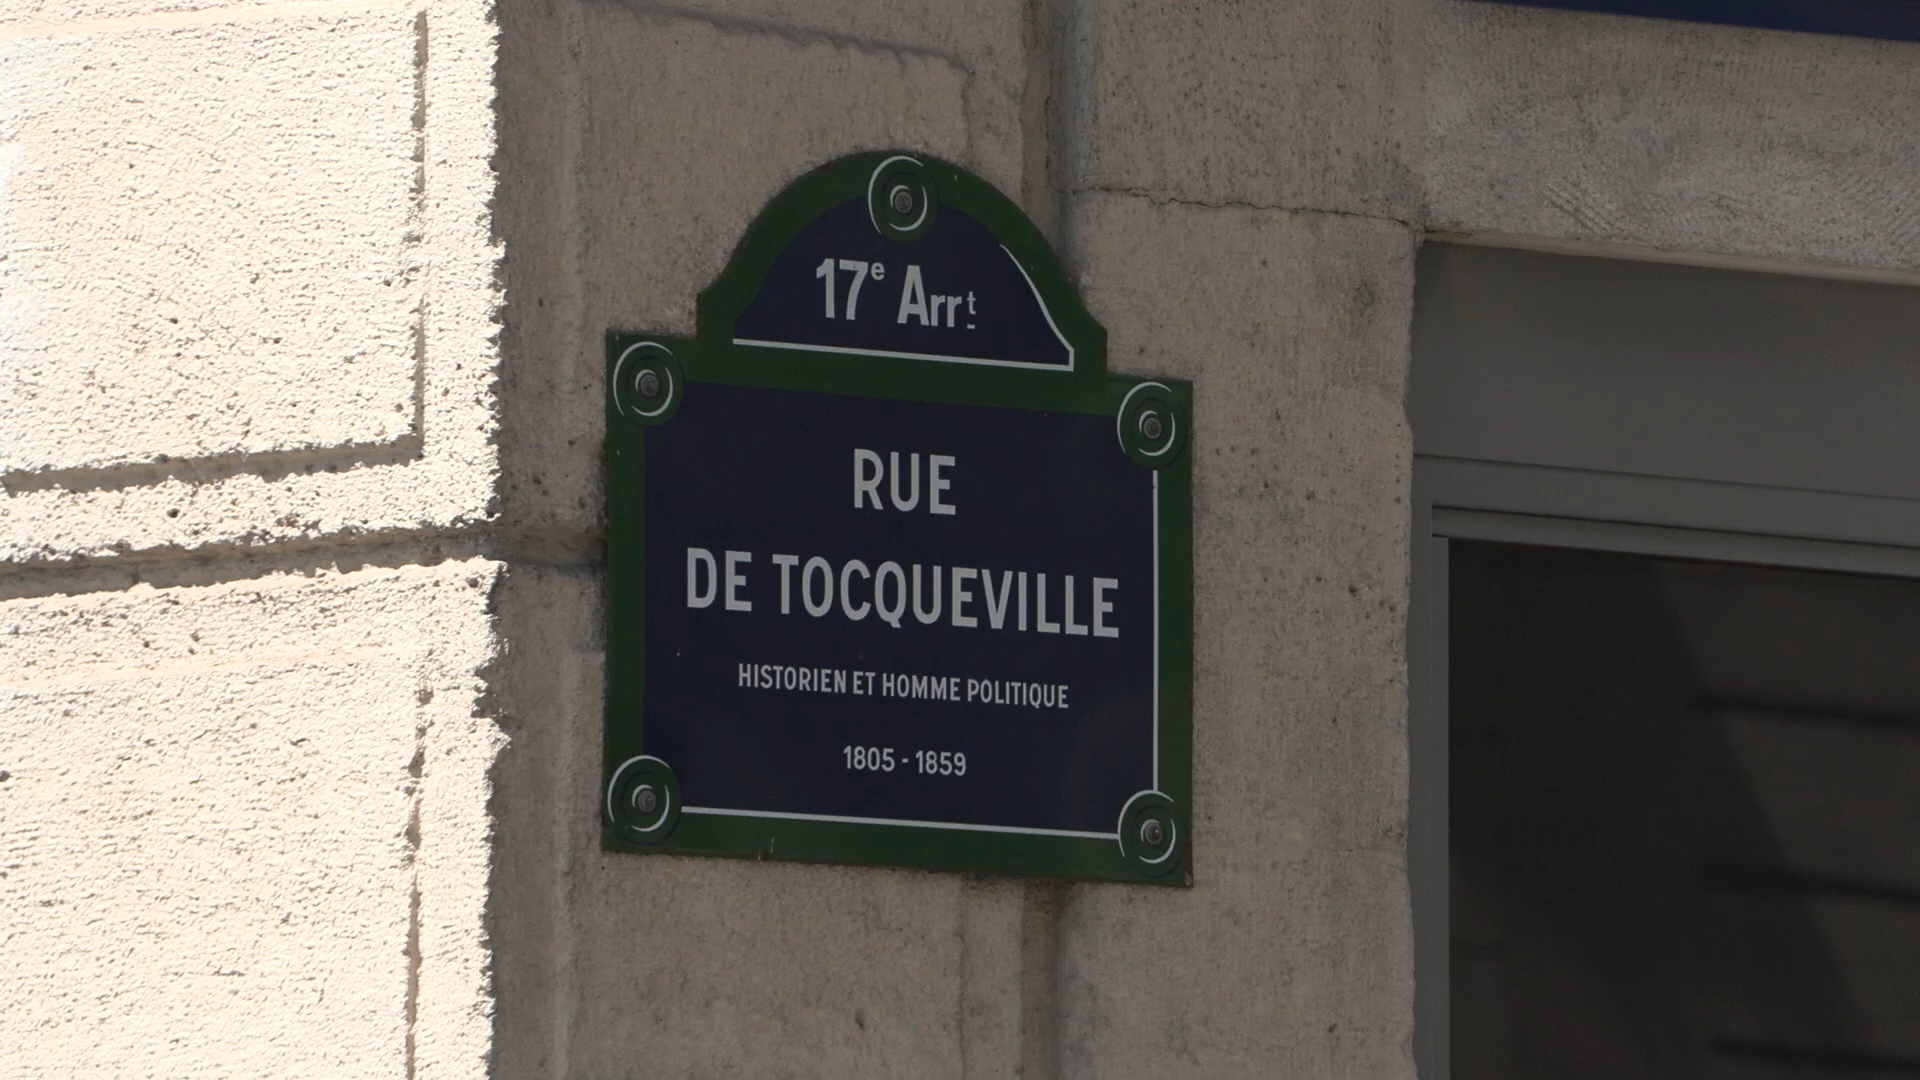 17e Arrt
RUE
DE TOCQUEVILLE
HISTORIEN ET HOMME POLITIQUE
1805 - 1859